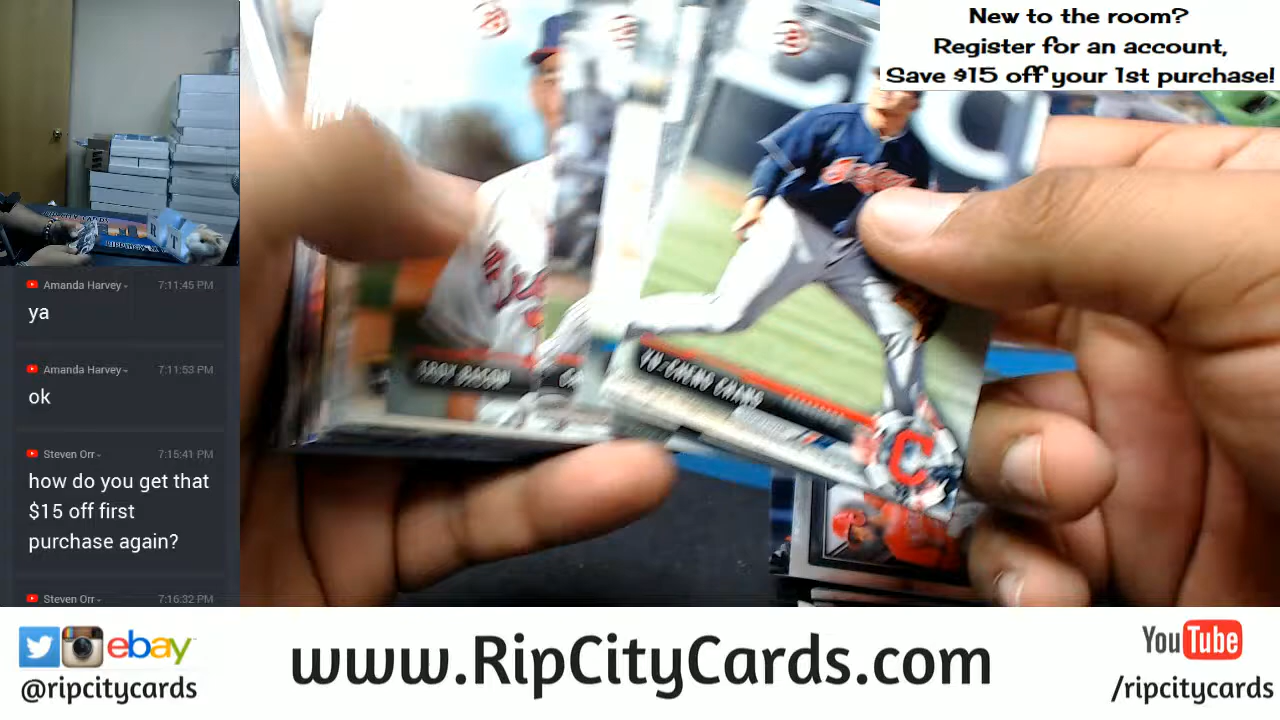 New to the room?
Register for an account,
Save $15 off your 1st purchase!
Amanda Harvey 7:11:45 PM
ya
Amanda Harvey 7:11:53 PM
ok
Steven Orr 7:15:41 PM
how do you get that
$15 off first
purchase again?
Steven Orr 7:16:32 PM
YU-CHENG CHANG
C
ebay
@ripcitycards
www.RipCityCards.com
YouTube
/ripcitycards